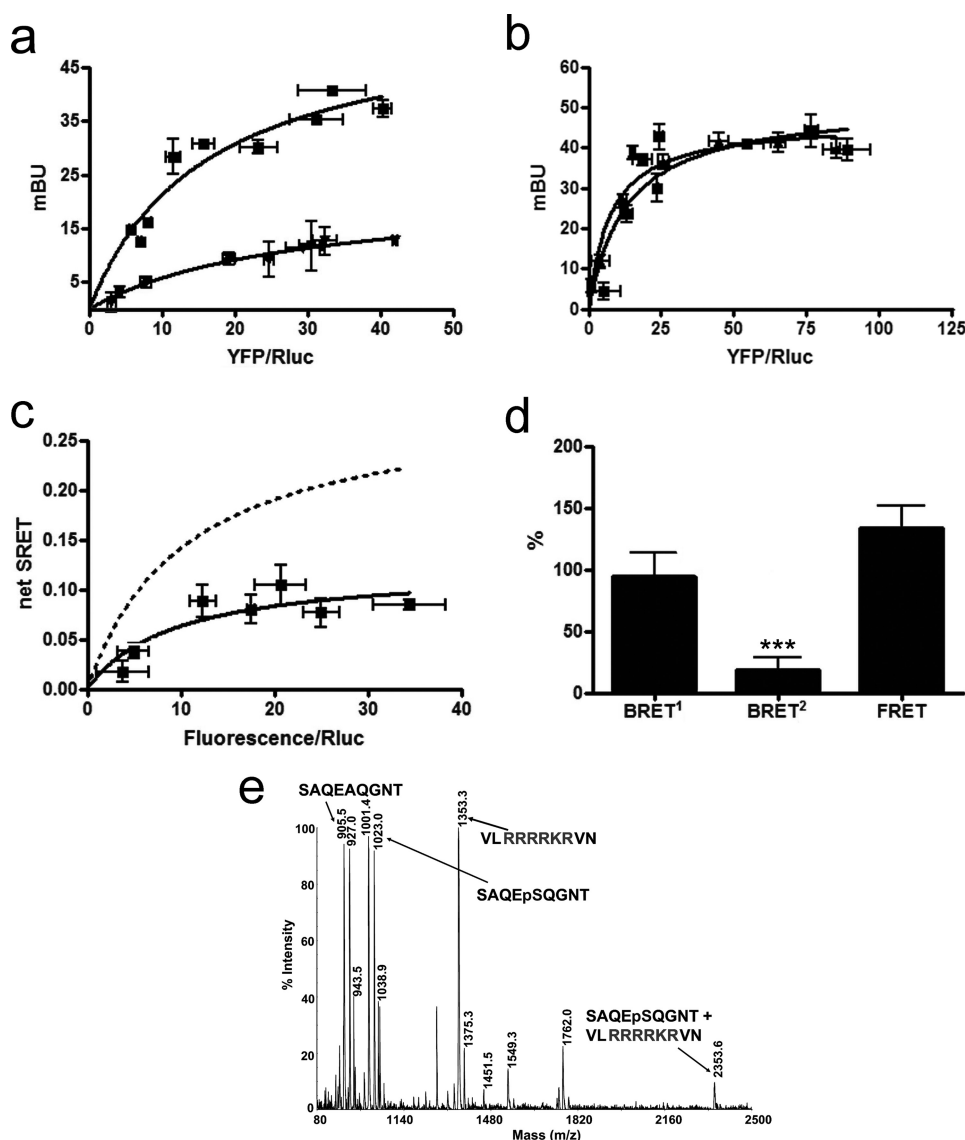 a
45
35
25
15
5
mBU
0 10 20 30 40 50
YFP/Rluc
b
60
50
40
30
20
10
0
mBU
0 25 50 75 100 125
YFP/Rluc
c
0.25
0.20
0.15
0.10
0.05
0.00
net SRET
0 10 20 30 40
Fluorescence/Rluc
d
200
150
100
50
0
%
***
BRET¹ BRET² FRET
e
SAQEAQGNT
905.5
927.0
943.5
1001.4
1023.0
1038.9
1353.3
VLRRRRKRVN
SAQEpSQGNT
1375.3
1451.5
1549.3
1762.0
SAQEpSQGNT +
VLRRRRKRVN
2353.6
100
80
60
40
20
0
% Intensity
80 1140 1480 1820 2160 2500
Mass (m/z)